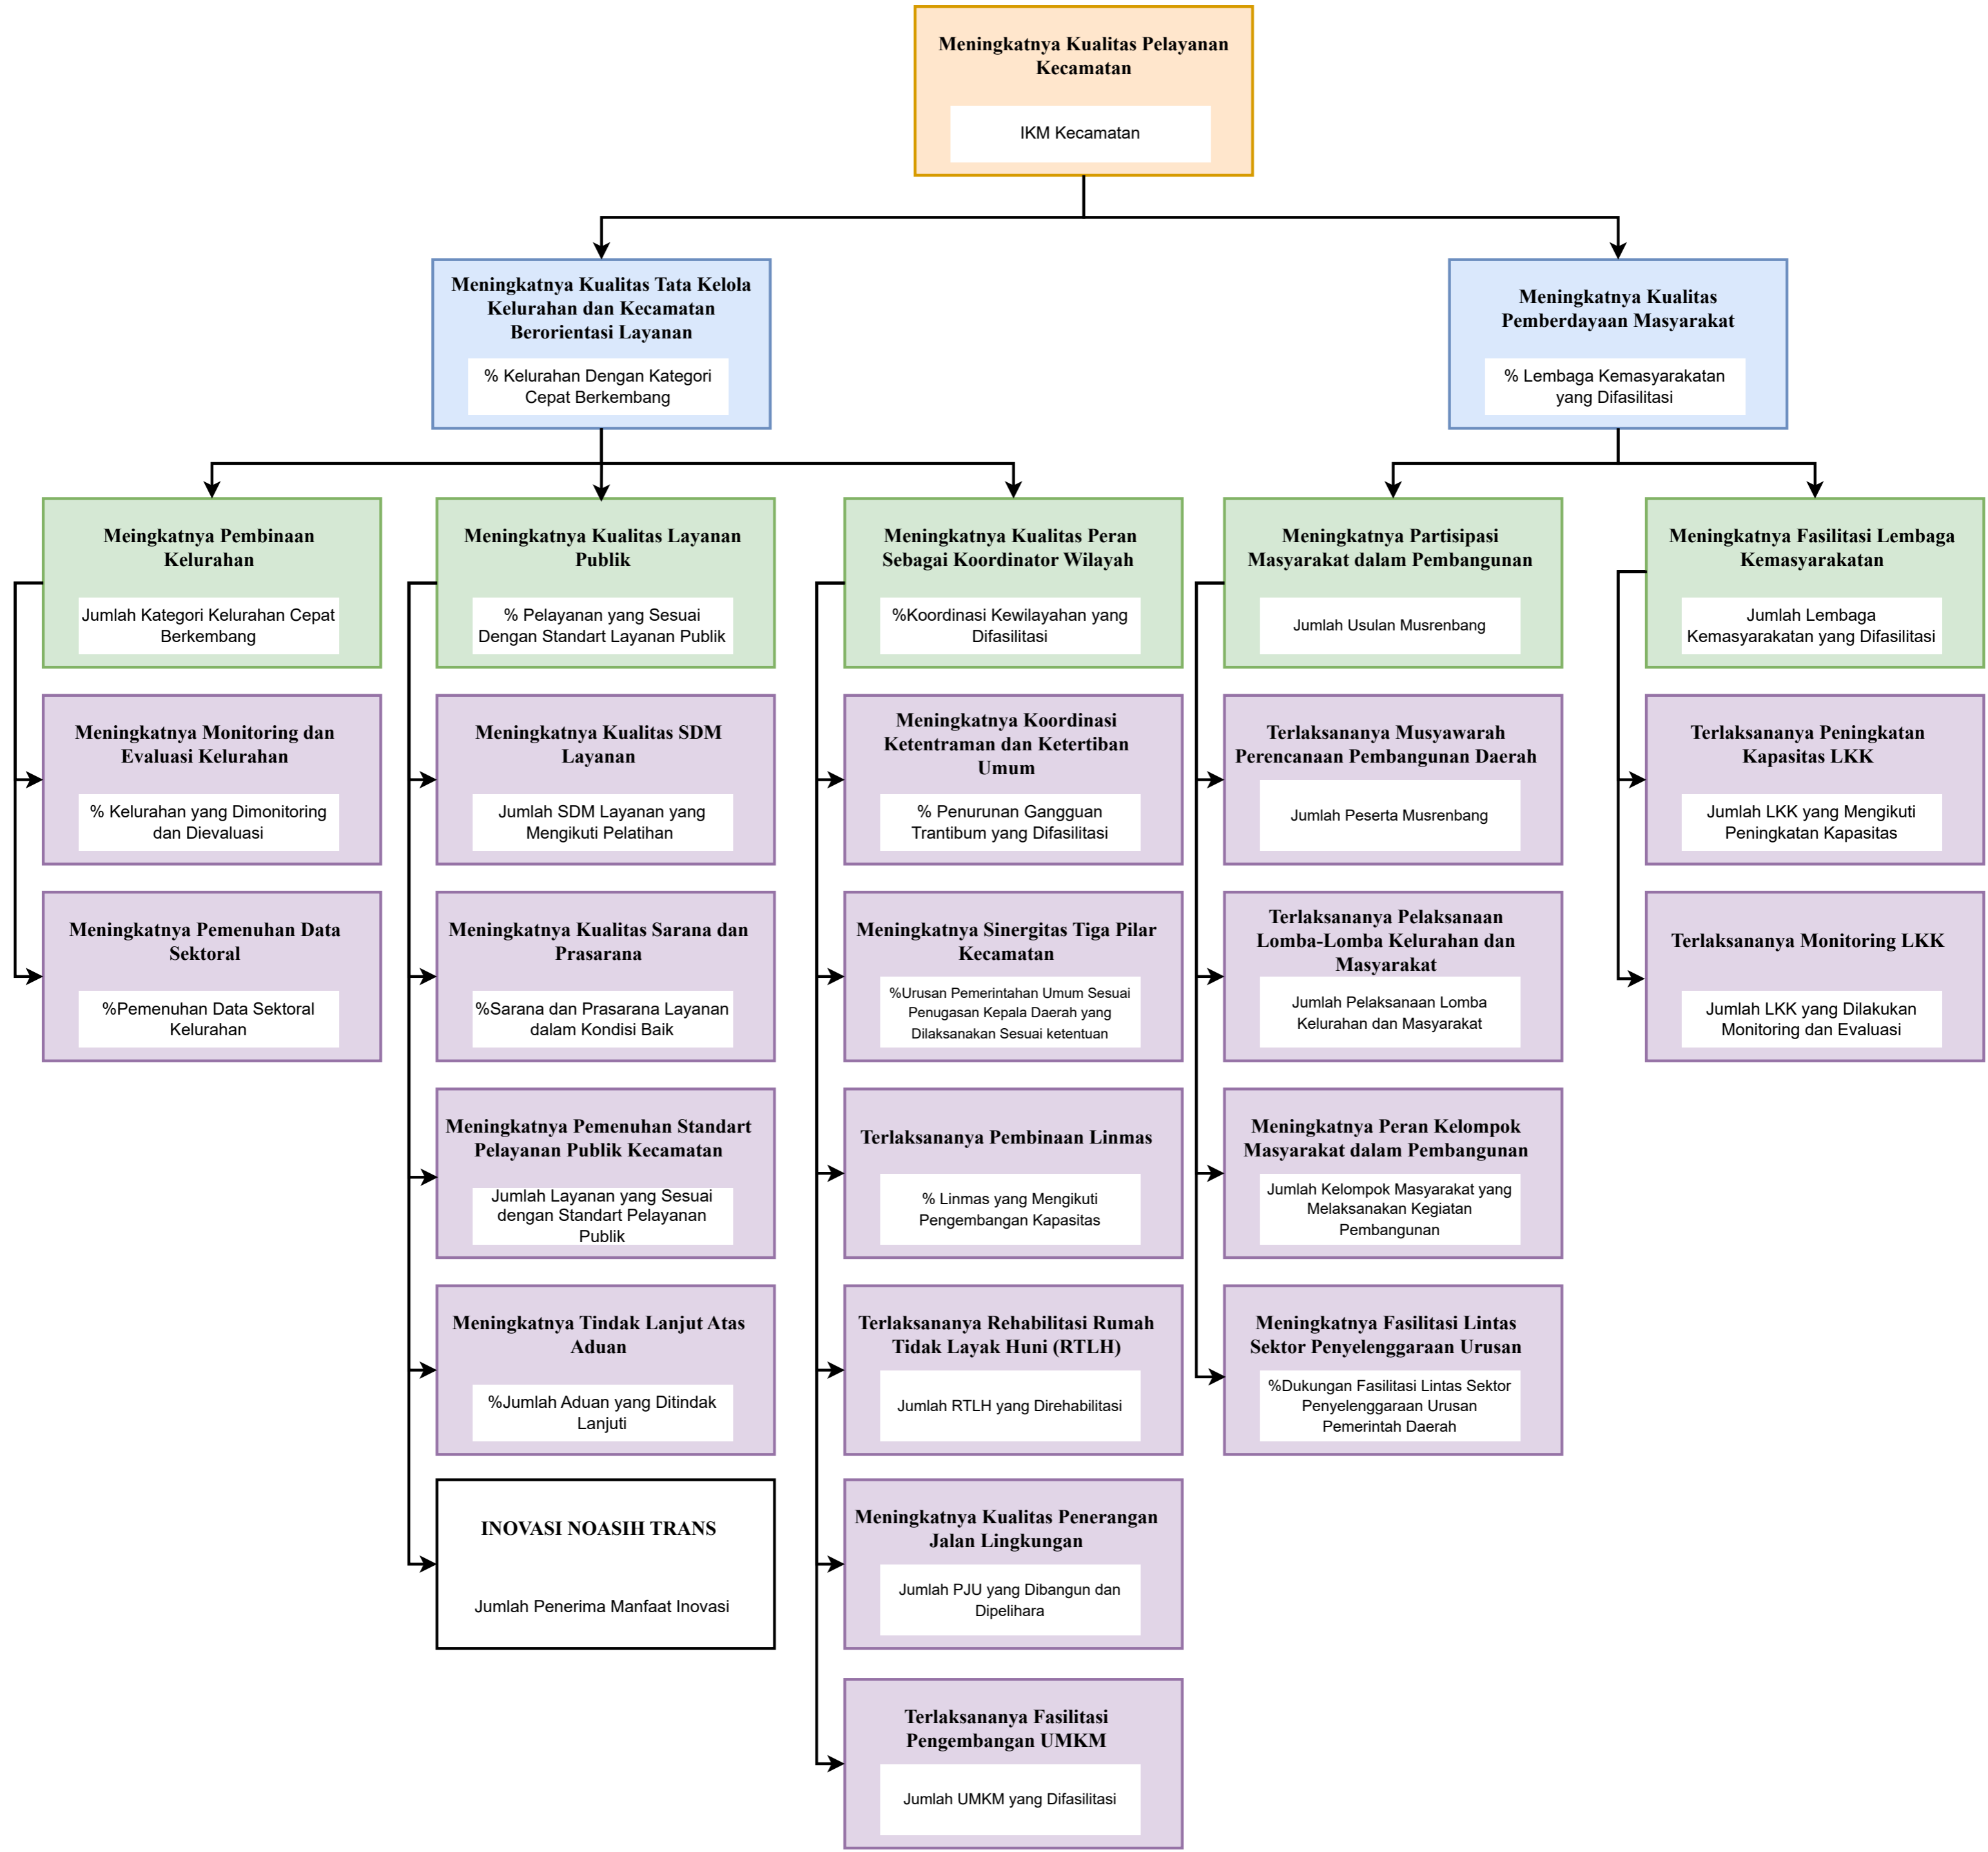 Meningkatnya Kualitas Pelayanan
Kecamatan
IKM Kecamatan
Meningkatnya Kualitas Tata Kelola
Kelurahan dan Kecamatan
Berorientasi Layanan
% Kelurahan Dengan Kategori
Cepat Berkembang
Meningkatnya Kualitas
Pemberdayaan Masyarakat
% Lembaga Kemasyarakatan
yang Difasilitasi
Meingkatnya Pembinaan
Kelurahan
Jumlah Kategori Kelurahan Cepat
Berkembang
Meningkatnya Monitoring dan
Evaluasi Kelurahan
% Kelurahan yang Dimonitoring
dan Dievaluasi
Meningkatnya Pemenuhan Data
Sektoral
%Pemenuhan Data Sektoral
Kelurahan
Meningkatnya Kualitas Layanan
Publik
% Pelayanan yang Sesuai
Dengan Standart Layanan Publik
Meningkatnya Kualitas SDM
Layanan
Jumlah SDM Layanan yang
Mengikuti Pelatihan
Meningkatnya Kualitas Sarana dan
Prasarana
%Sarana dan Prasarana Layanan
dalam Kondisi Baik
Meningkatnya Pemenuhan Standart
Pelayanan Publik Kecamatan
Jumlah Layanan yang Sesuai
dengan Standart Pelayanan
Publik
Meningkatnya Tindak Lanjut Atas
Aduan
%Jumlah Aduan yang Ditindak
Lanjuti
INOVASI NOASIH TRANS
Jumlah Penerima Manfaat Inovasi
Meningkatnya Kualitas Peran
Sebagai Koordinator Wilayah
%Koordinasi Kewilayahan yang
Difasilitasi
Meningkatnya Koordinasi
Ketentraman dan Ketertiban
Umum
% Penurunan Gangguan
Trantibum yang Difasilitasi
Meningkatnya Sinergitas Tiga Pilar
Kecamatan
%Urusan Pemerintahan Umum Sesuai
Penugasan Kepala Daerah yang
Dilaksanakan Sesuai ketentuan
Terlaksananya Pembinaan Linmas
% Linmas yang Mengikuti
Pengembangan Kapasitas
Terlaksananya Rehabilitasi Rumah
Tidak Layak Huni (RTLH)
Jumlah RTLH yang Direhabilitasi
Meningkatnya Kualitas Penerangan
Jalan Lingkungan
Jumlah PJU yang Dibangun dan
Dipelihara
Terlaksananya Fasilitasi
Pengembangan UMKM
Jumlah UMKM yang Difasilitasi
Meningkatnya Partisipasi
Masyarakat dalam Pembangunan
Jumlah Usulan Musrenbang
Terlaksananya Musyawarah
Perencanaan Pembangunan Daerah
Jumlah Peserta Musrenbang
Terlaksananya Pelaksanaan
Lomba-Lomba Kelurahan dan
Masyarakat
Jumlah Pelaksanaan Lomba
Kelurahan dan Masyarakat
Meningkatnya Peran Kelompok
Masyarakat dalam Pembangunan
Jumlah Kelompok Masyarakat yang
Melaksanakan Kegiatan
Pembangunan
Meningkatnya Fasilitasi Lintas
Sektor Penyelenggaraan Urusan
%Dukungan Fasilitasi Lintas Sektor
Penyelenggaraan Urusan
Pemerintah Daerah
Meningkatnya Fasilitasi Lembaga
Kemasyarakatan
Jumlah Lembaga
Kemasyarakatan yang Difasilitasi
Terlaksananya Peningkatan
Kapasitas LKK
Jumlah LKK yang Mengikuti
Peningkatan Kapasitas
Terlaksananya Monitoring LKK
Jumlah LKK yang Dilakukan
Monitoring dan Evaluasi